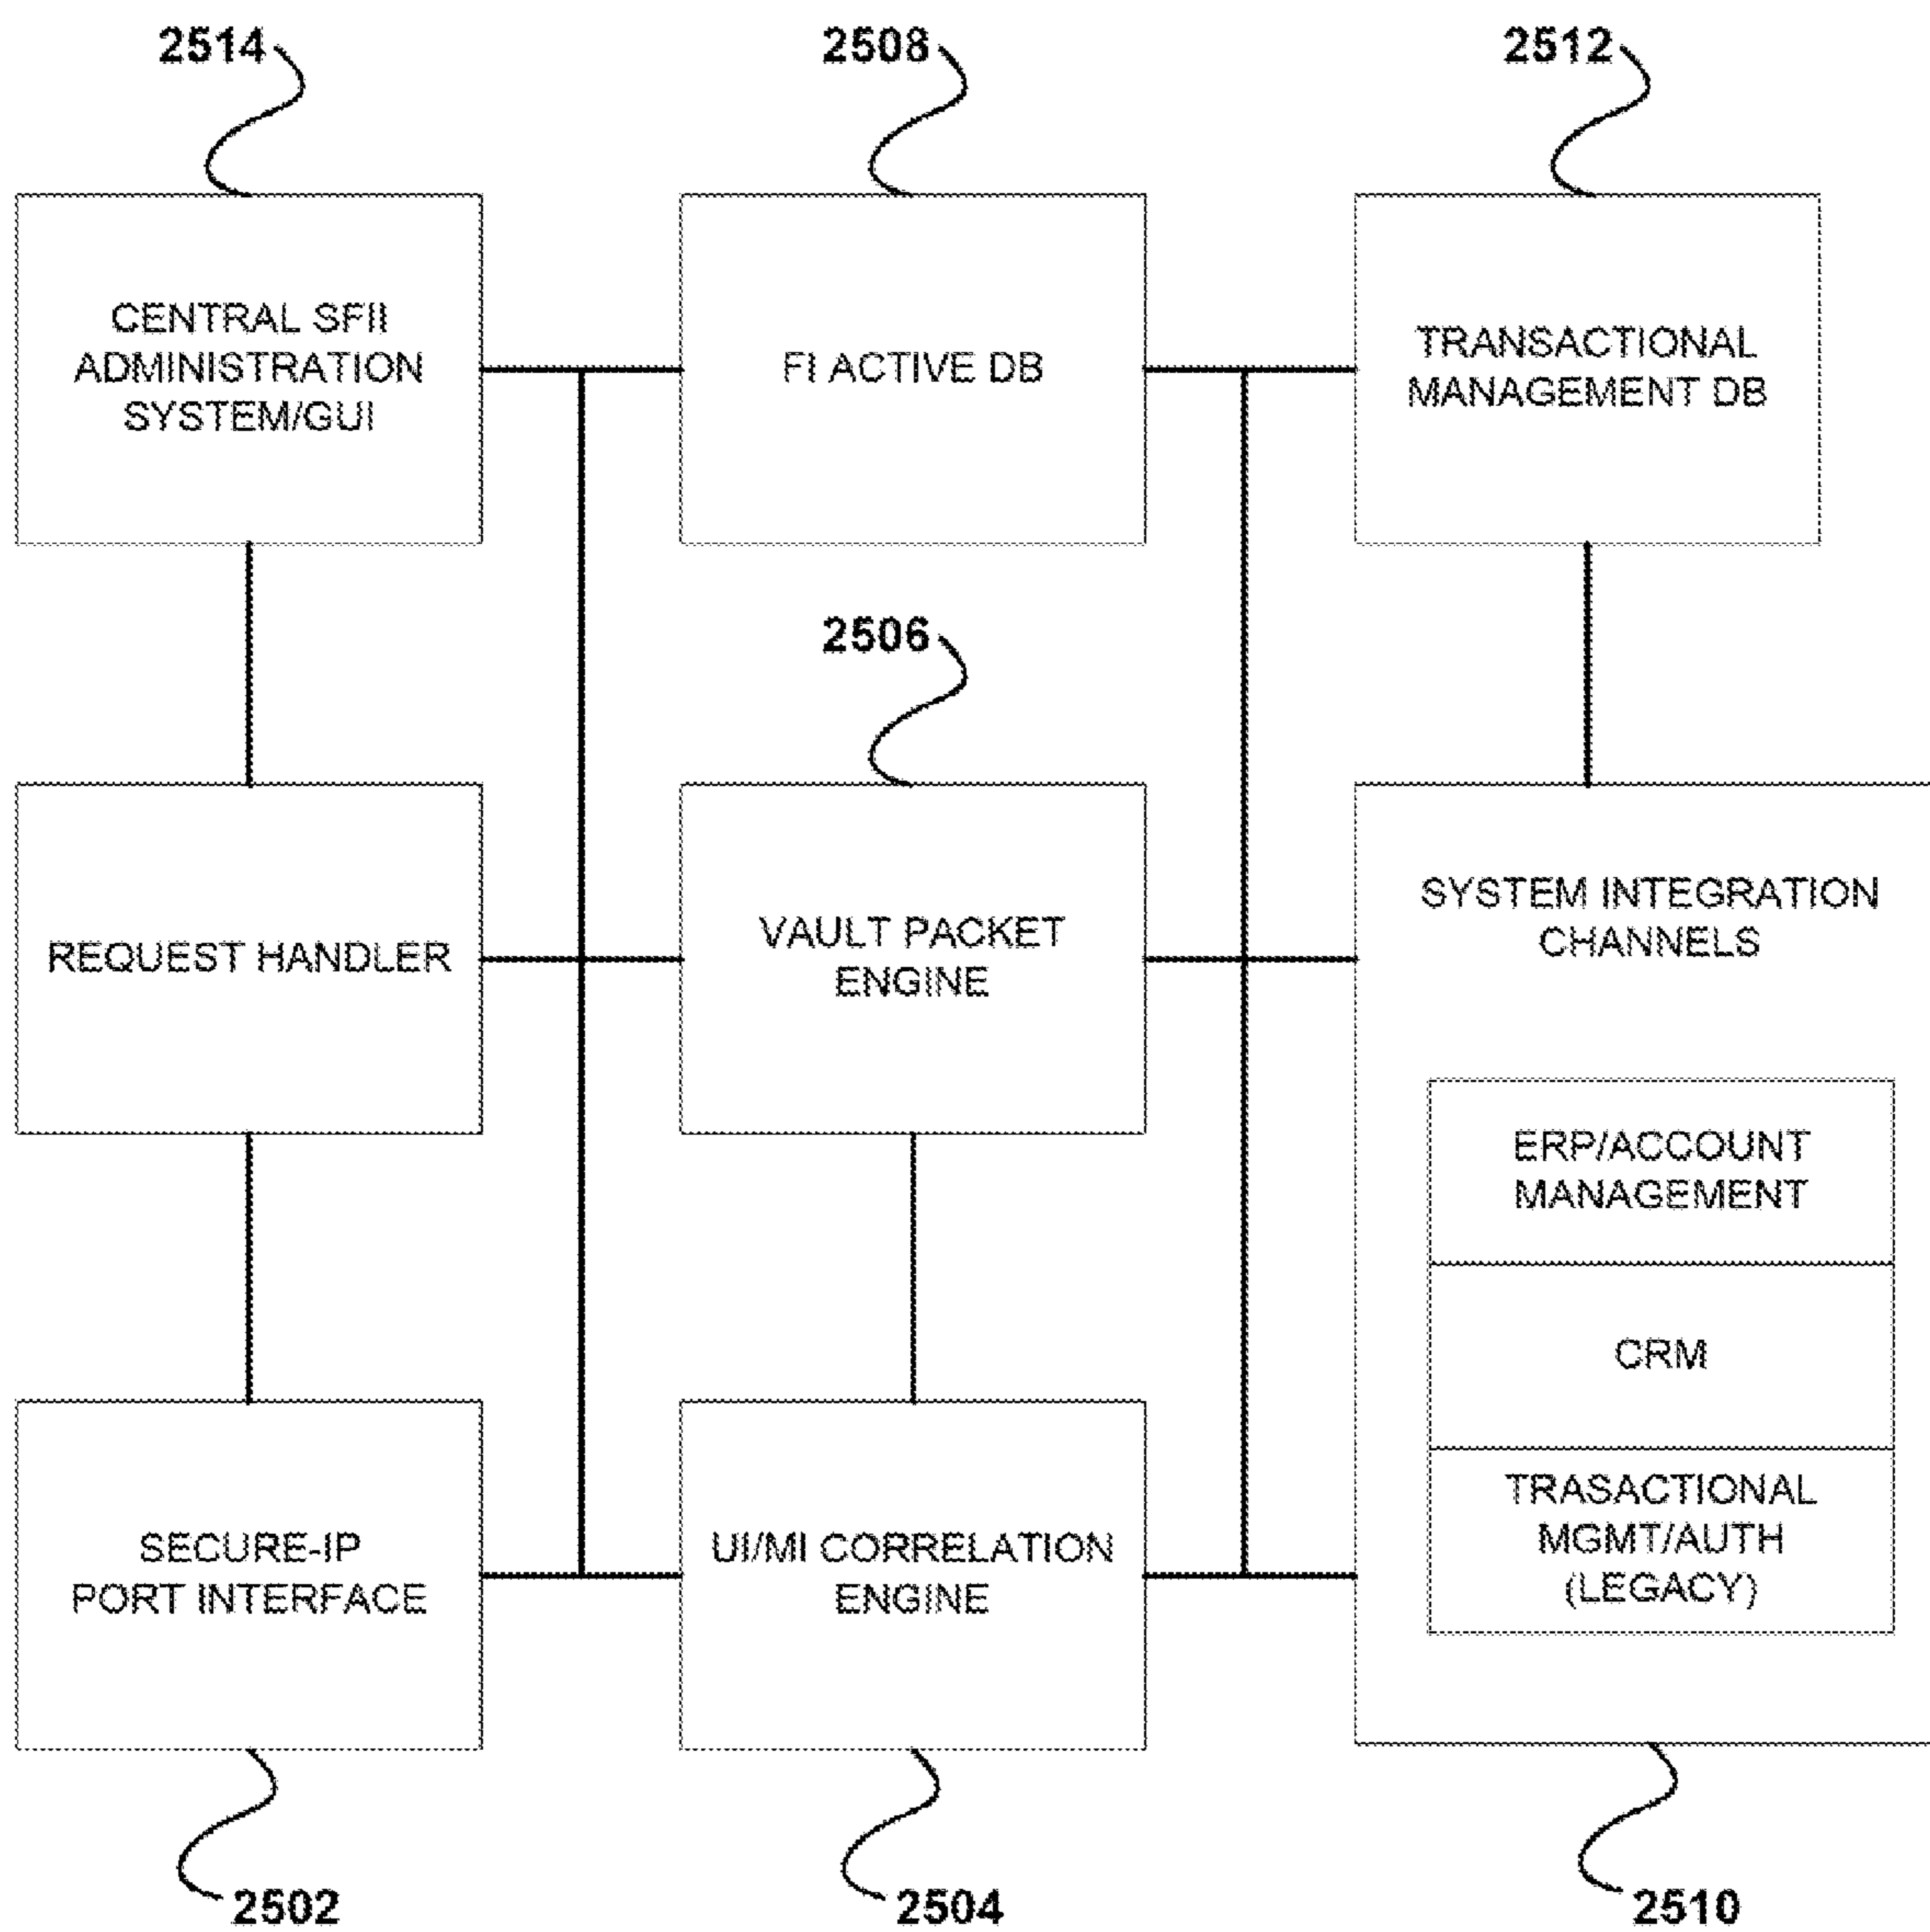 2514
2508
2512
CENTRAL SFII
ADMINISTRATION
SYSTEM/GUI
FI ACTIVE DB
TRANSACTIONAL
MANAGEMENT DB
2506
REQUEST HANDLER
VAULT PACKET
ENGINE
SYSTEM INTEGRATION
CHANNELS
ERP/ACCOUNT
MANAGEMENT
CRM
TRASACTIONAL
MGMT/AUTH
(LEGACY)
SECURE-IP
PORT INTERFACE
UI/MI CORRELATION
ENGINE
2502
2504
2510